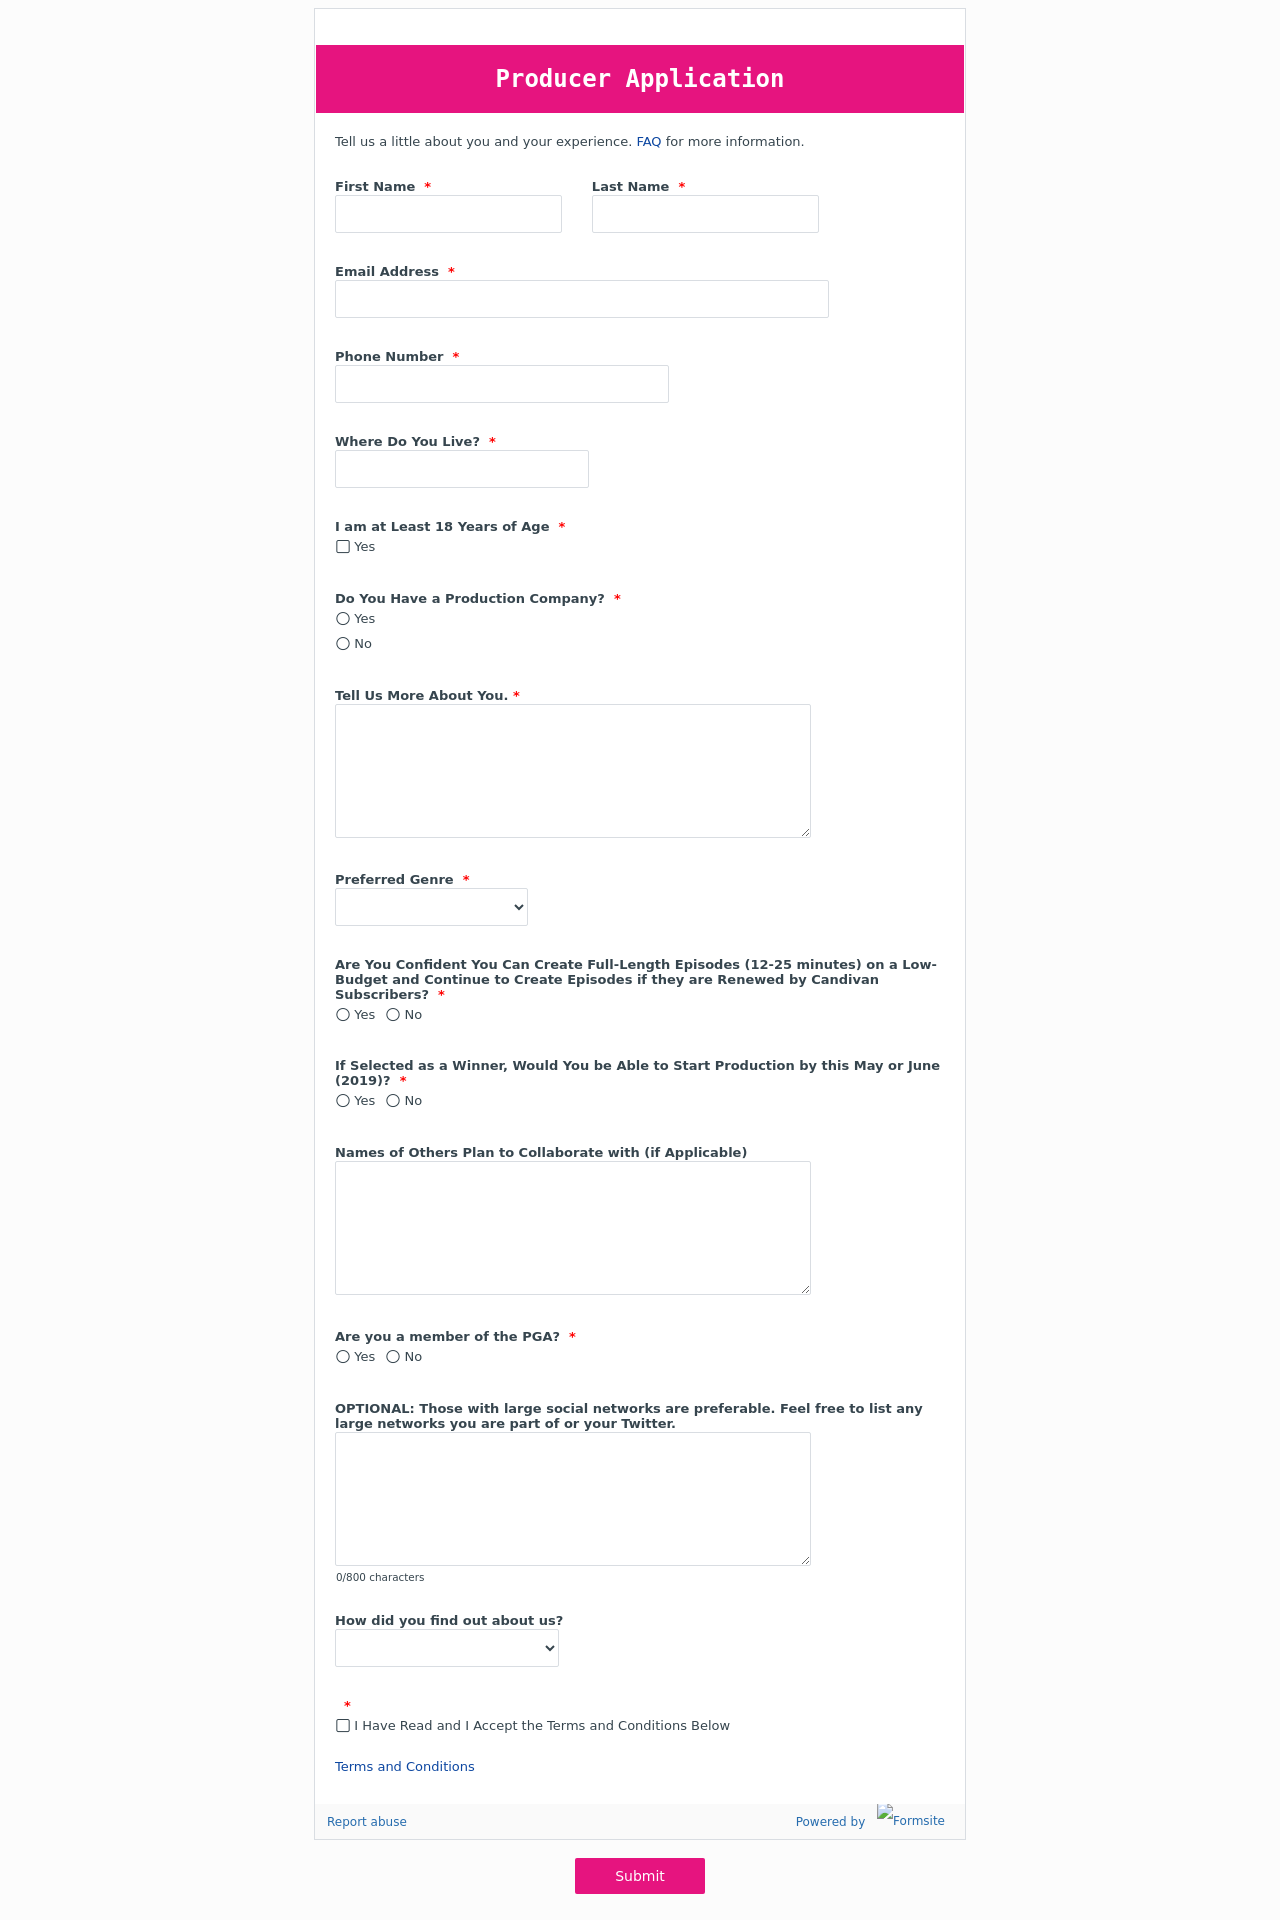 Producer Application
Tell us a little about you and your experience. FAQ for more information.
First Name *
Last Name *
Email Address *
Phone Number *
Where Do You Live? *
I am at Least 18 Years of Age *
Yes
Do You Have a Production Company? *
Yes
No
Tell Us More About You. *
Preferred Genre *
Are You Confident You Can Create Full-Length Episodes (12-25 minutes) on a Low-
Budget and Continue to Create Episodes if they are Renewed by Candivan
Subscribers? *
Yes No
If Selected as a Winner, Would You be Able to Start Production by this May or June
(2019)? *
Yes No
Names of Others Plan to Collaborate with (if Applicable)
Are you a member of the PGA? *
Yes No
OPTIONAL: Those with large social networks are preferable. Feel free to list any
large networks you are part of or your Twitter.
0/800 characters
How did you find out about us?
*
I Have Read and I Accept the Terms and Conditions Below
Terms and Conditions
Report abuse
Powered by Formsite
Submit